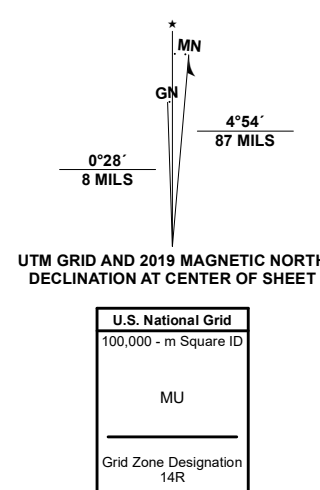 ★
MN
GN
4°54´
87 MILS
0°28´
8 MILS
UTM GRID AND 2019 MAGNETIC NORTH
DECLINATION AT CENTER OF SHEET
U.S. National Grid
100,000 - m Square ID
MU
Grid Zone Designation
14R